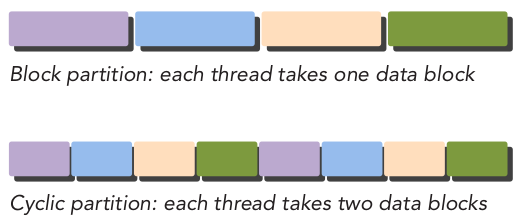 Block partition: each thread takes one data block
Cyclic partition: each thread takes two data blocks